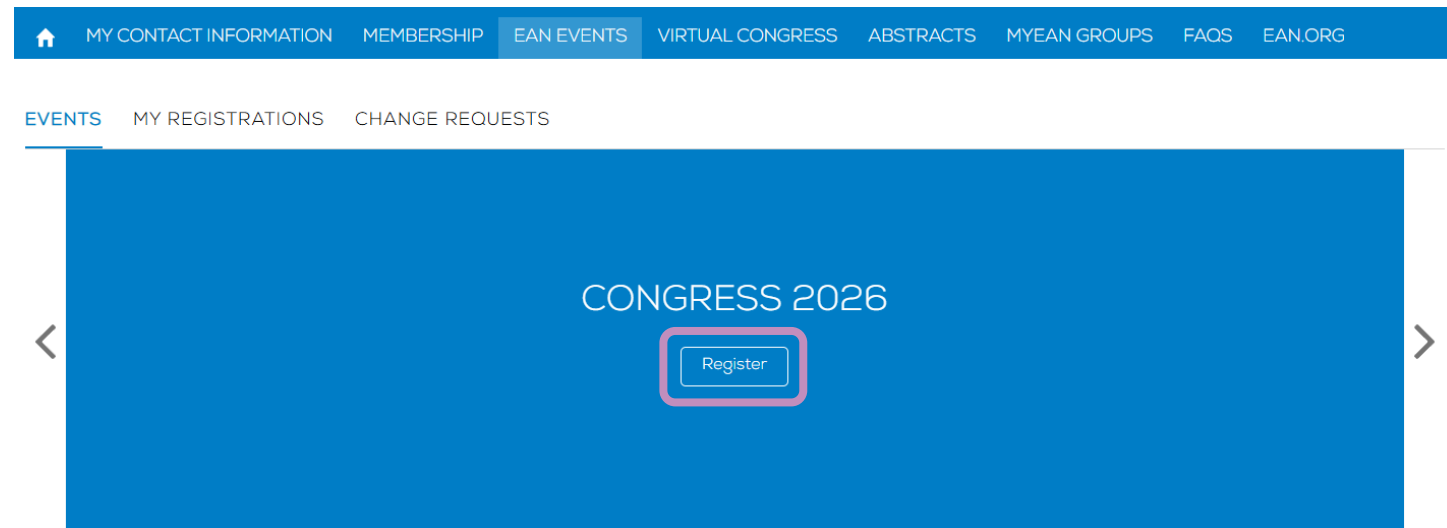 MY CONTACT INFORMATION MEMBERSHIP EAN EVENTS VIRTUAL CONGRESS ABSTRACTS MYEAN GROUPS FAQS EAN.ORG
EVENTS MY REGISTRATIONS CHANGE REQUESTS
CONGRESS 2026
Register